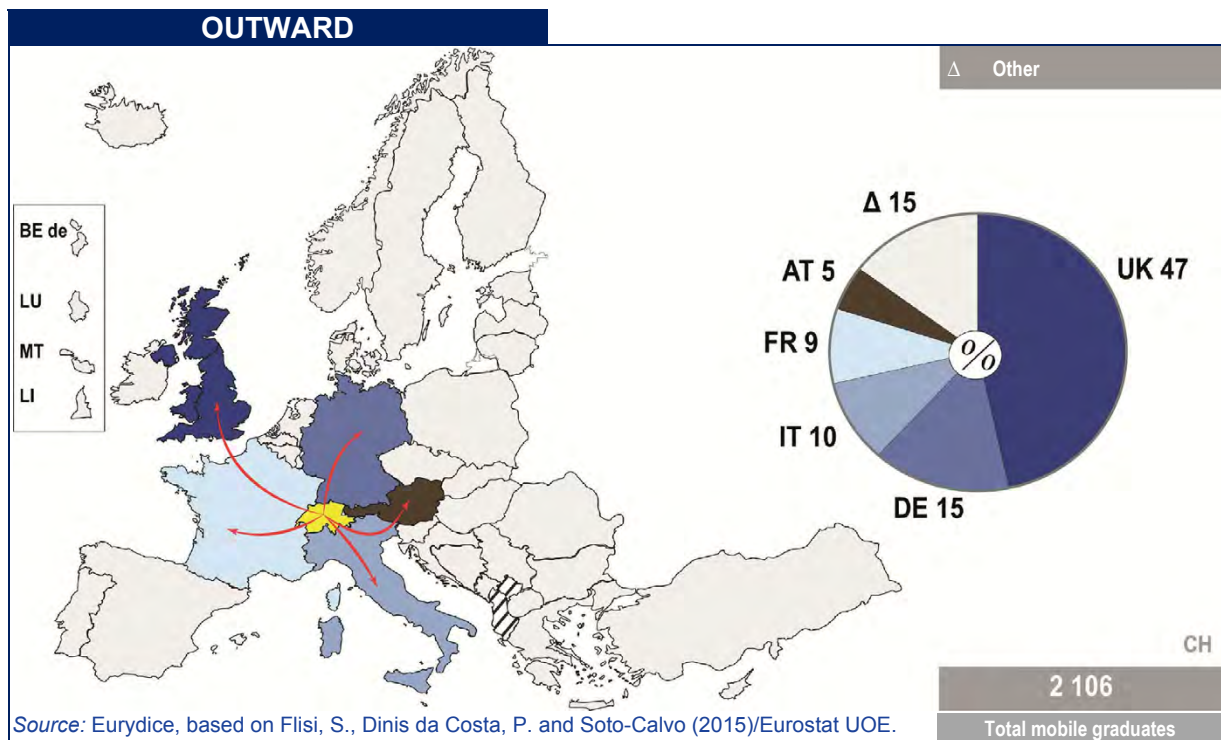 OUTWARD
Δ Other
BE de
LU
MT
LI
Δ 15
AT 5
UK 47
FR 9
%
IT 10
DE 15
CH
2 106
Total mobile graduates
Source: Eurydice, based on Flisi, S., Dinis da Costa, P. and Soto-Calvo (2015)/Eurostat UOE.